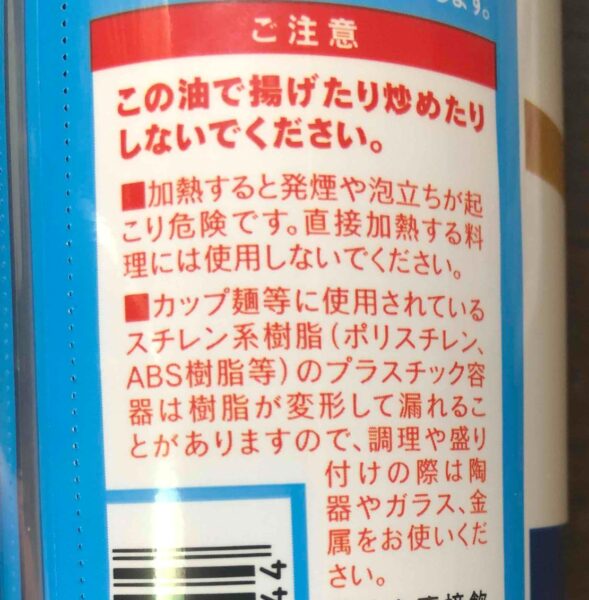 ます。
ご注意
この油で揚げたり炒めたり
しないでください。
■加熱すると発煙や泡立ちが起
こり危険です。直接加熱する料
理には使用しないでください。
■カップ麺等に使用されている
スチレン系樹脂(ポリスチレン、
ABS樹脂等)のプラスチック容
器は樹脂が変形して漏れるこ
とがありますので、調理や盛り
付けの際は陶
器やガラス、金
属をお使いくだ
さい。
直接飲